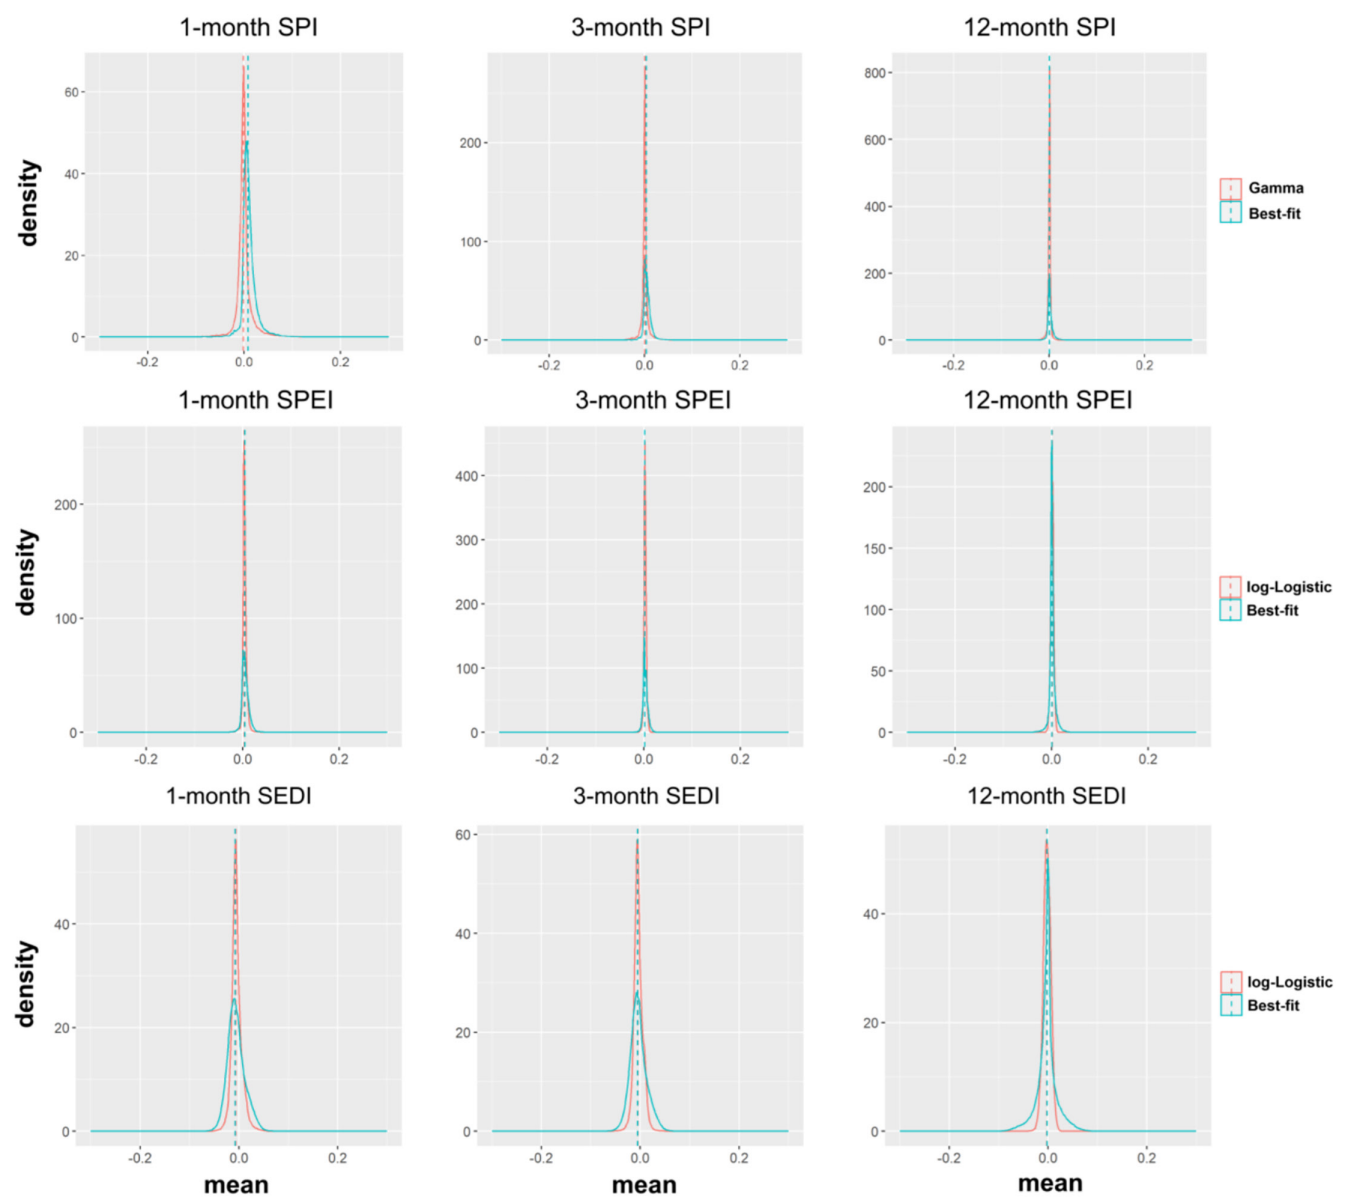 1-month SPI 3-month SPI 12-month SPI
density
60
40
20
0
-0.2 0.0 0.2
200
100
0
-0.2 0.0 0.2
800
600
400
200
0
-0.2 0.0 0.2
Gamma
Best-fit
1-month SPEI 3-month SPEI 12-month SPEI
density
200
100
0
-0.2 0.0 0.2
400
300
200
100
0
-0.2 0.0 0.2
200
150
100
50
0
-0.2 0.0 0.2
log-Logistic
Best-fit
1-month SEDI 3-month SEDI 12-month SEDI
density
40
20
0
-0.2 0.0 0.2
mean
60
40
20
0
-0.2 0.0 0.2
mean
40
20
0
-0.2 0.0 0.2
mean
log-Logistic
Best-fit